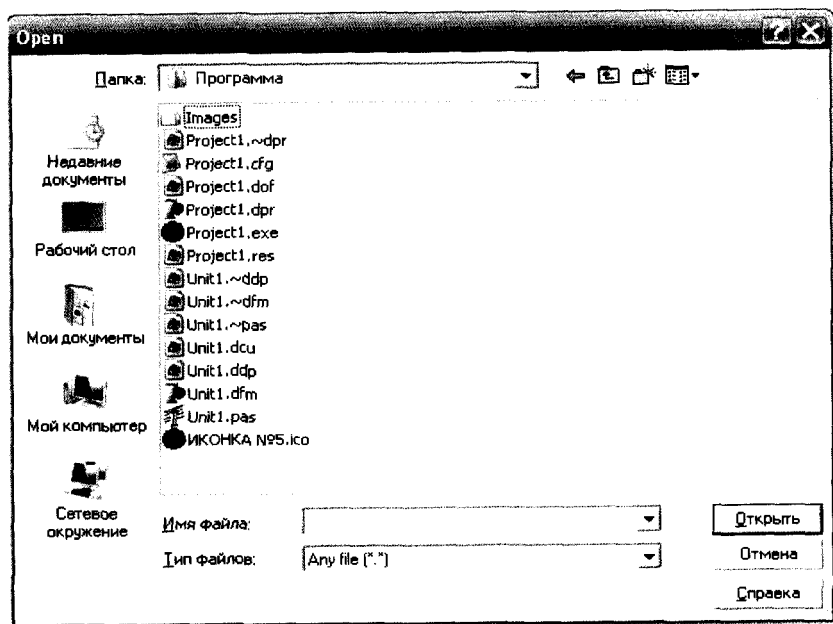 Open
Папка: Программа
Images
Project1.~dpr
Project1.cfg
Project1.dof
Project1.dpr
Project1.exe
Project1.res
Unit1.~ddp
Unit1.~dfm
Unit1.~pas
Unit1.dcu
Unit1.ddp
Unit1.dfm
Unit1.pas
ИКОНКА №5.ico
Недавние
документы
Рабочий стол
Мои документы
Мой компьютер
Сетевое
окружение
Имя файла:
Открыть
Тип файлов: Any file (*.*)
Отмена
Справка